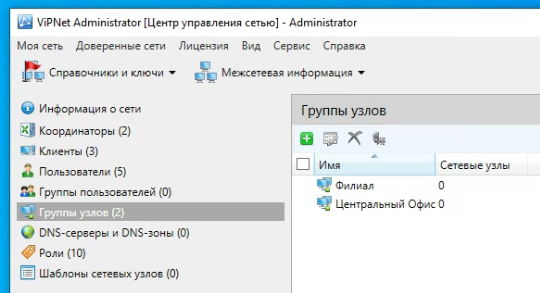 ViPNet Administrator [Центр управления сетью] - Administrator
Моя сеть Доверенные сети Лицензия Вид Сервис Справка
Справочники и ключи Межсетевая информация
Информация о сети
Координаторы (2)
Клиенты (3)
Пользователи (5)
Группы пользователей (0)
Группы узлов (2)
DNS-серверы и DNS-зоны (0)
Роли (10)
Шаблоны сетевых узлов (0)
Группы узлов
Имя Сетевые узлы
Филиал 0
Центральный Офис 0